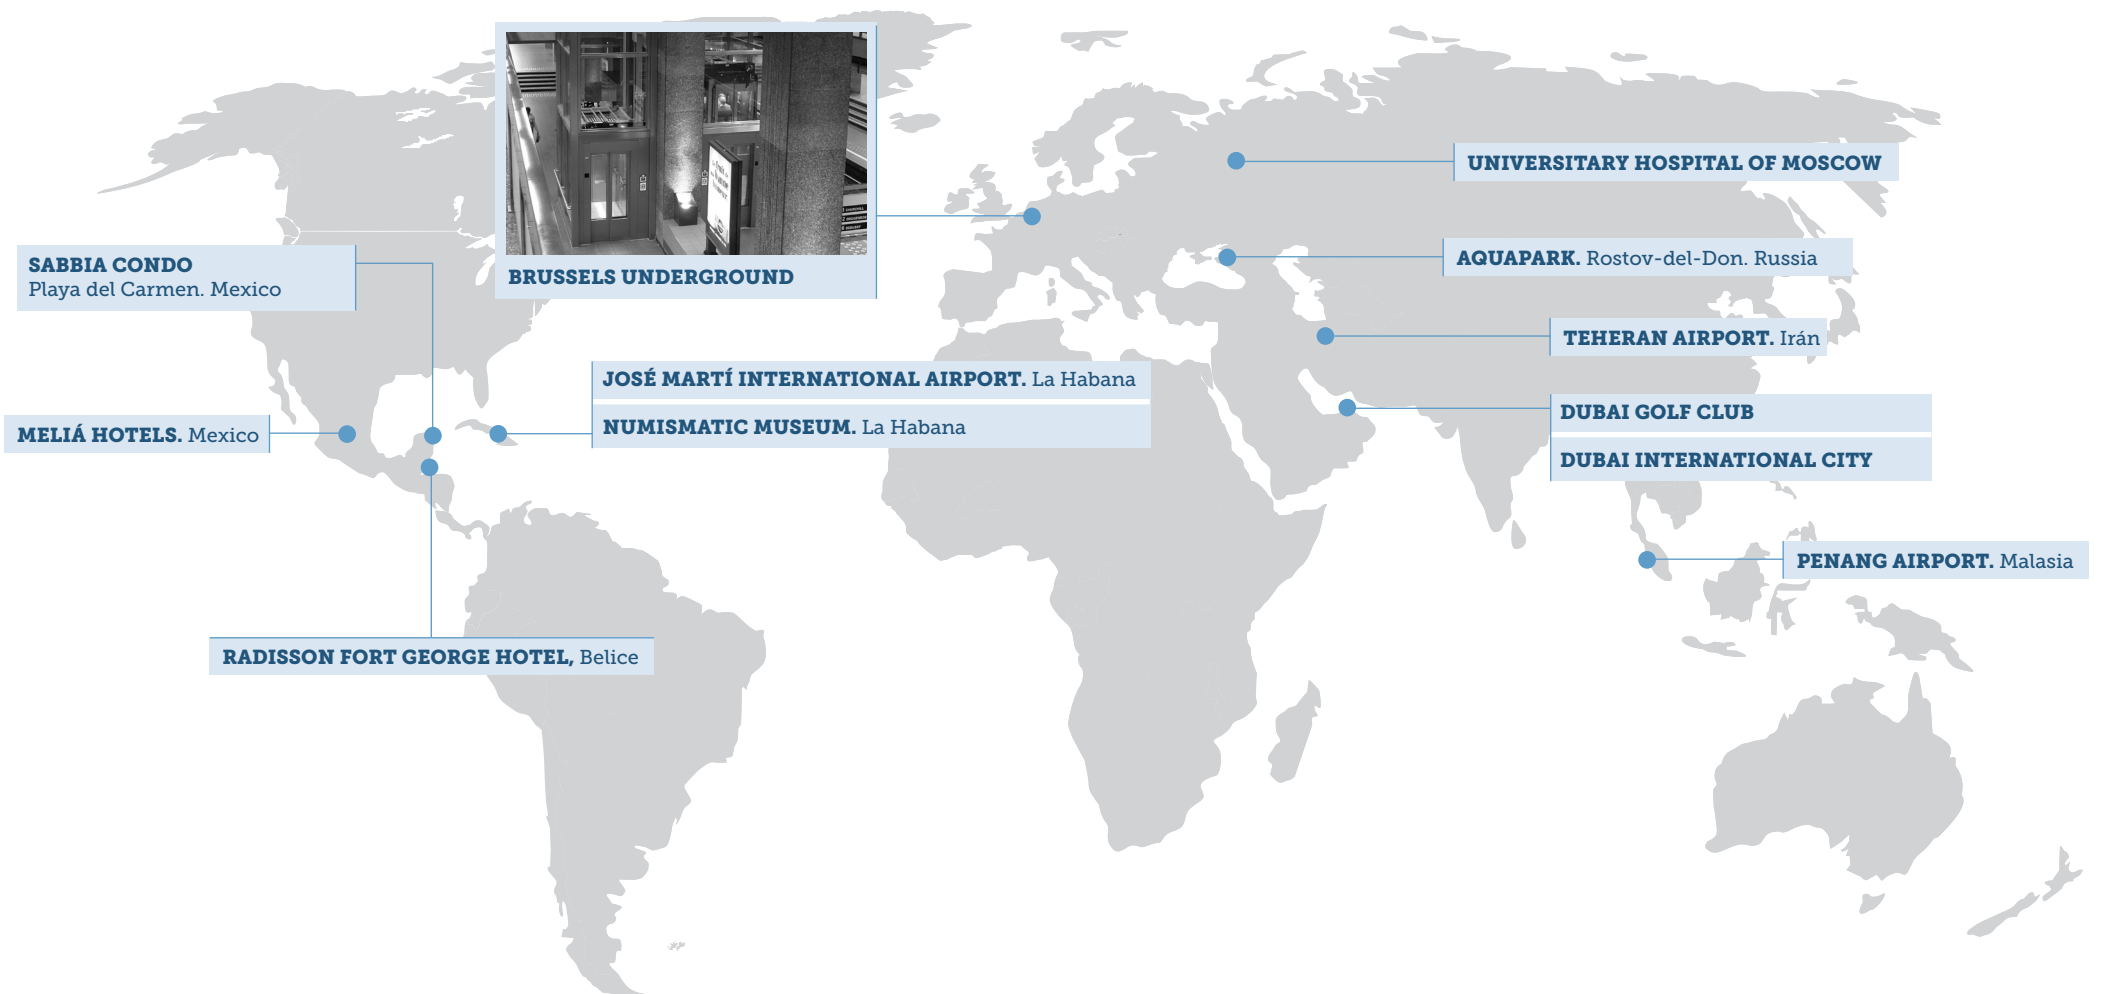 BRUSSELS UNDERGROUND
UNIVERSITARY HOSPITAL OF MOSCOW
SABBIA CONDO
Playa del Carmen. Mexico
AQUAPARK. Rostov-del-Don. Russia
TEHERAN AIRPORT. Irán
JOSÉ MARTÍ INTERNATIONAL AIRPORT. La Habana
NUMISMATIC MUSEUM. La Habana
MELIÁ HOTELS. Mexico
DUBAI GOLF CLUB
DUBAI INTERNATIONAL CITY
PENANG AIRPORT. Malasia
RADISSON FORT GEORGE HOTEL, Belice